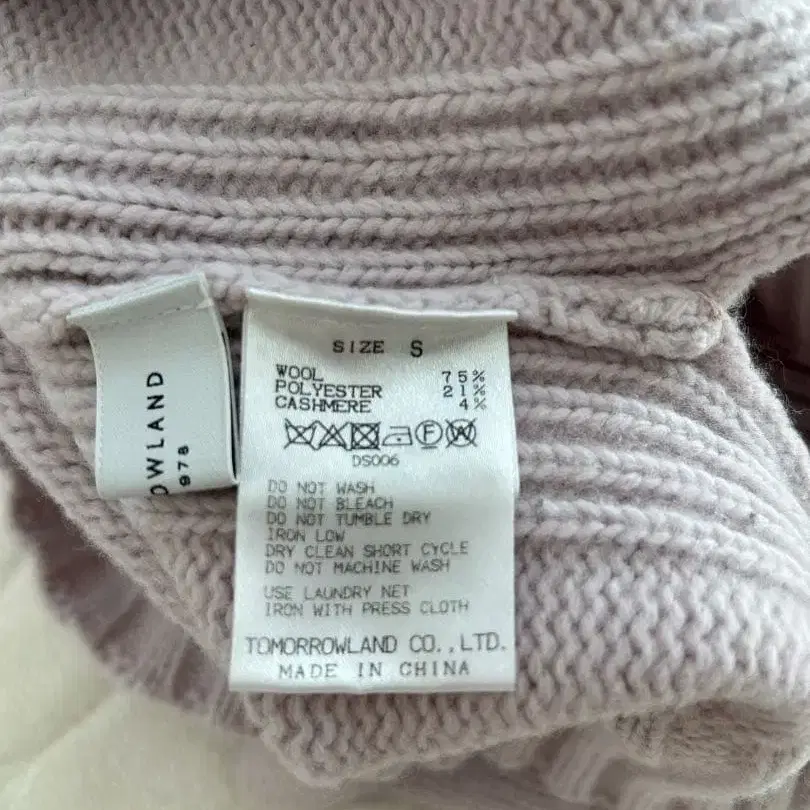 OWLAND
978
SIZE S
WOOL 75%
POLYESTER 21%
CASHMERE 4%
DS006
DO NOT WASH
DO NOT BLEACH
DO NOT TUMBLE DRY
IRON LOW
DRY CLEAN SHORT CYCLE
DO NOT MACHINE WASH
USE LAUNDRY NET
IRON WITH PRESS CLOTH
TOMORROWLAND CO.,LTD.
MADE IN CHINA